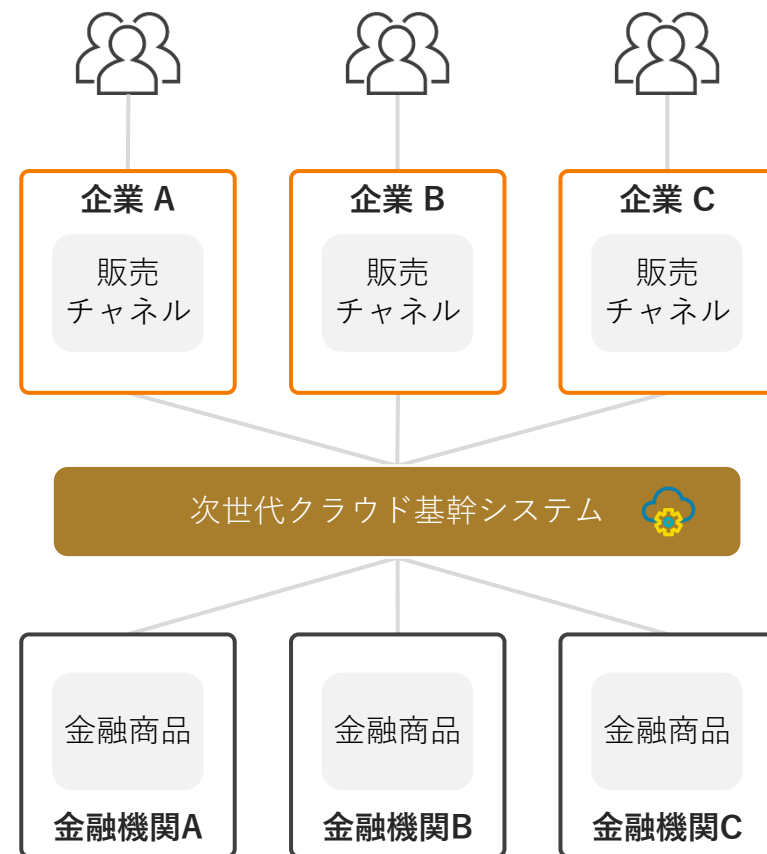 企業 A
企業 B
企業 C
販売
チャネル
販売
チャネル
販売
チャネル
次世代クラウド基幹システム
金融商品
金融商品
金融商品
金融機関A
金融機関B
金融機関C